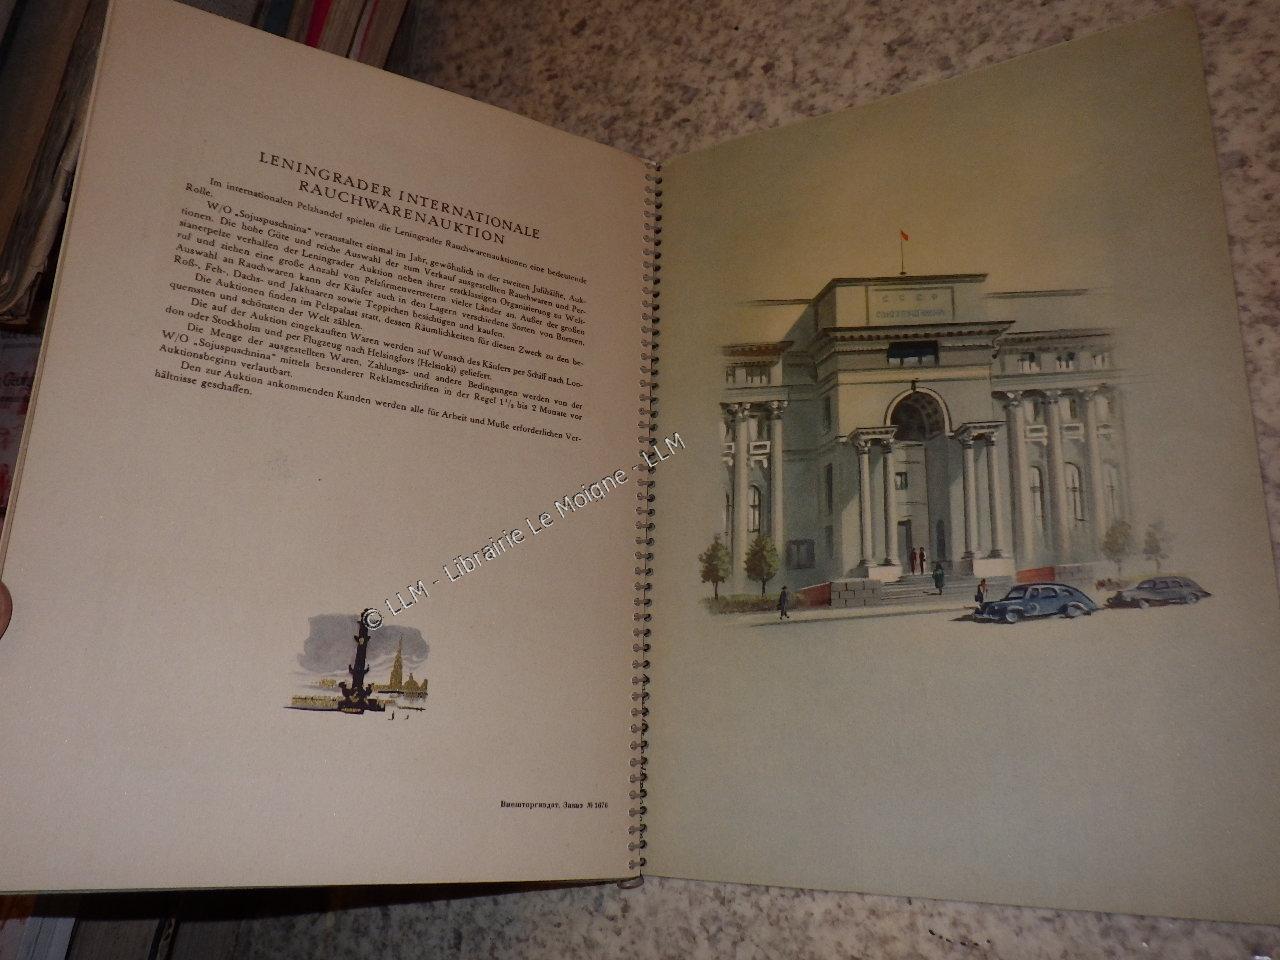 LENINGRADER INTERNATIONALE
RAUCHWARENAUKTION
Im internationalen Pelzhandel spielen die Leningrader Rauchwarenauktionen eine bedeutende
Rolle.
W/O „Sojuspuschnina“ veranstaltet einmal im Jahr, gewöhnlich in der zweiten Julihälfte, Auk-
tionen. Die hohe Güte und reiche Auswahl der zum Verkauf ausgestellten Rauchwaren und Per-
sianerpelze verhalfen der Leningrader Auktion neben ihrer erstklassigen Organisierung zu Welt-
ruf und ziehen eine große Anzahl von Pelzfirmenvertretern vieler Länder an. Außer der großen
Auswahl an Rauchwaren kann der Käufer auch in den Lagern verschiedene Sorten von Borsten,
Roß-, Feh-, Dachs- und Jakhaaren sowie Teppichen besichtigen und kaufen.
Die Auktionen finden im Pelzpalast statt, dessen Räumlichkeiten für diesen Zweck zu den be-
quemsten und schönsten der Welt zählen.
Die auf der Auktion eingekauften Waren werden auf Wunsch des Käufers per Schiff nach Lon-
don oder Stockholm und per Flugzeug nach Helsingfors (Helsinki) geliefert.
Die Menge der ausgestellten Waren, Zahlungs- und andere Bedingungen werden von der
W/O „Sojuspuschnina“ mittels besonderer Reklameschriften in der Regel 1 1/2 bis 2 Monate vor
Auktionsbeginn verlautbart.
Den zur Auktion ankommenden Kunden werden alle für Arbeit und Muße erforderlichen Ver-
hältnisse geschaffen.
Внешторгиздат. Заказ № 1676
С С С Р
СОЮЗПУШНИНА
© LLM - Librairie Le Moigne - LLM